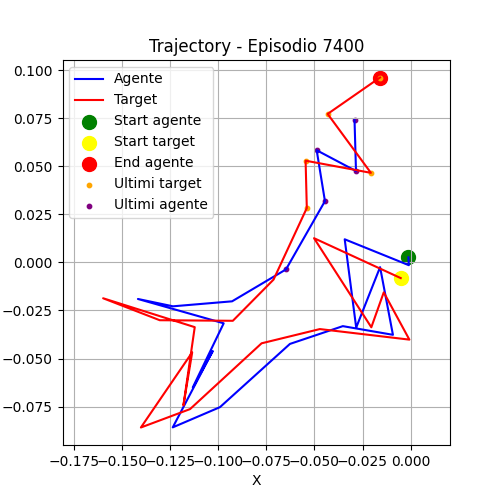 Trajectory - Episodio 7400
Agente
Target
Start agente
Start target
End agente
Ultimi target
Ultimi agente
0.100
0.075
0.050
0.025
0.000
−0.025
−0.050
−0.075
−0.175 −0.150 −0.125 −0.100 −0.075 −0.050 −0.025 0.000
X